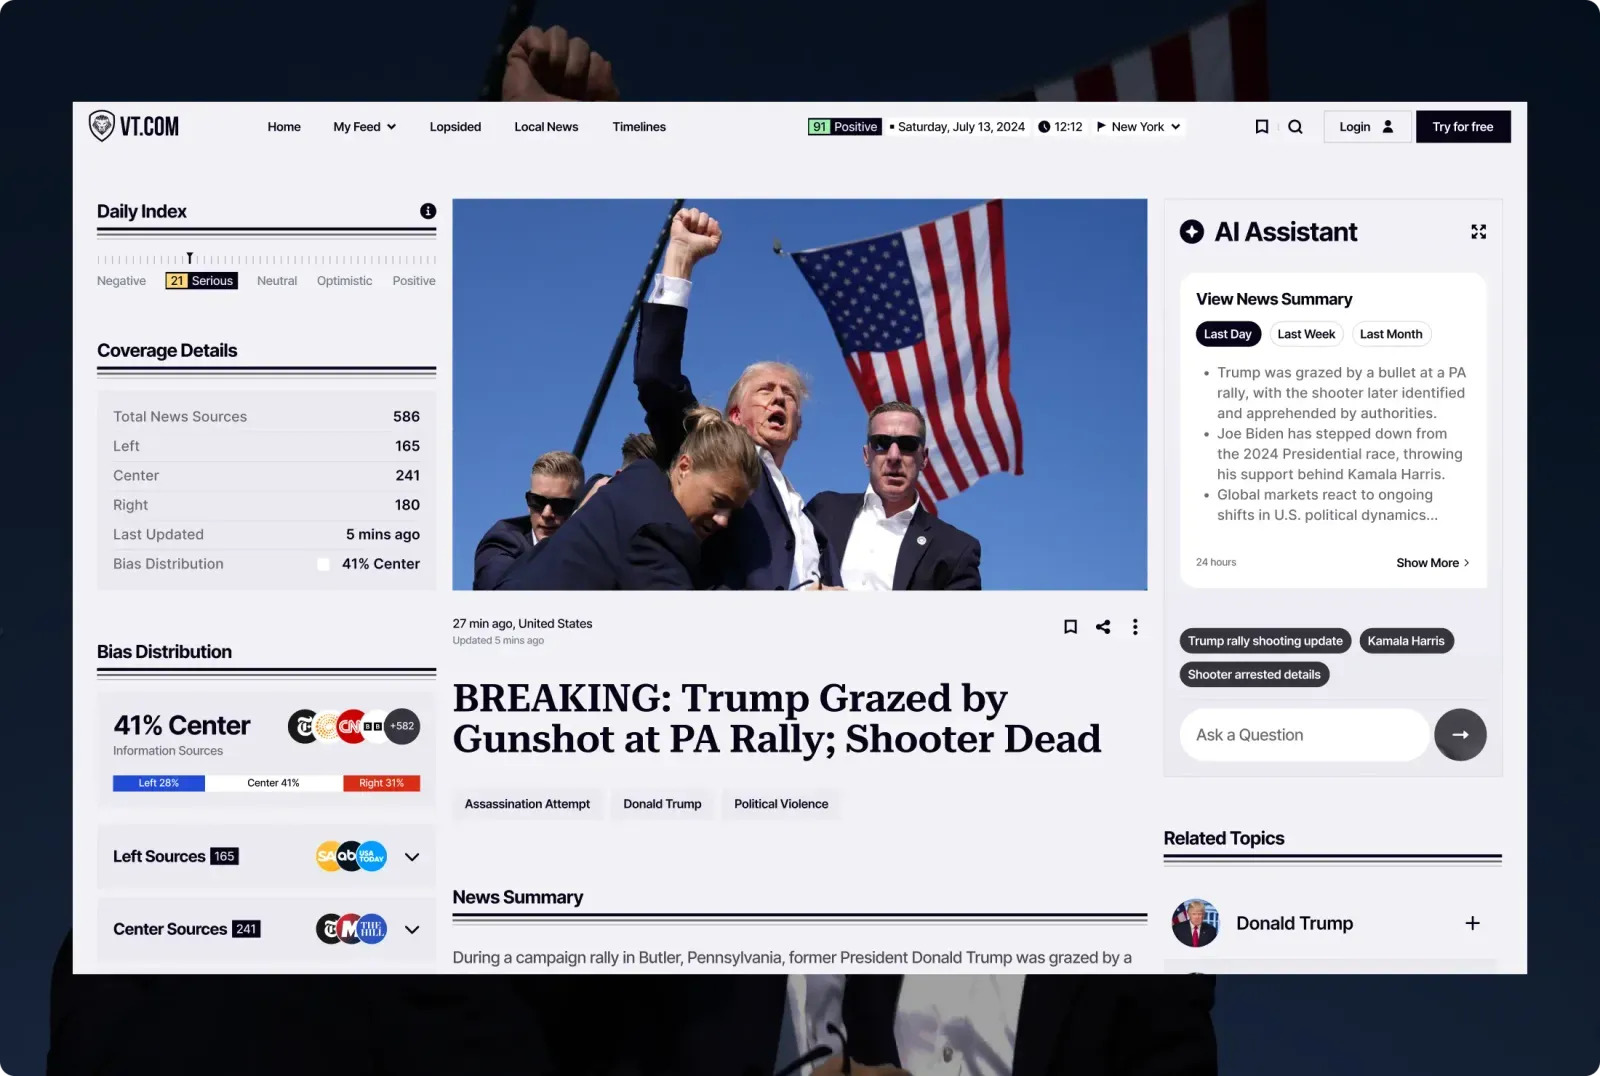 VT.COM
Home
My Feed
Lopsided
Local News
Timelines
91 Positive
Saturday, July 13, 2024
12:12
New York
Login
Try for free
Daily Index
Negative
21 Serious
Neutral
Optimistic
Positive
Coverage Details
Total News Sources 586
Left 165
Center 241
Right 180
Last Updated 5 mins ago
Bias Distribution 41% Center
Bias Distribution
41% Center
CNN
BB
+582
Information Sources
Left 28%
Center 41%
Right 31%
Left Sources 165
SA
ab
USA
TODAY
Center Sources 241
M
THE
HILL
27 min ago, United States
Updated 5 mins ago
BREAKING: Trump Grazed by
Gunshot at PA Rally; Shooter Dead
Assassination Attempt
Donald Trump
Political Violence
News Summary
During a campaign rally in Butler, Pennsylvania, former President Donald Trump was grazed by a
AI Assistant
View News Summary
Last Day
Last Week
Last Month
Trump was grazed by a bullet at a PA
rally, with the shooter later identified
and apprehended by authorities.
Joe Biden has stepped down from
the 2024 Presidential race, throwing
his support behind Kamala Harris.
Global markets react to ongoing
shifts in U.S. political dynamics...
24 hours
Show More
Trump rally shooting update
Kamala Harris
Shooter arrested details
Ask a Question
Related Topics
Donald Trump